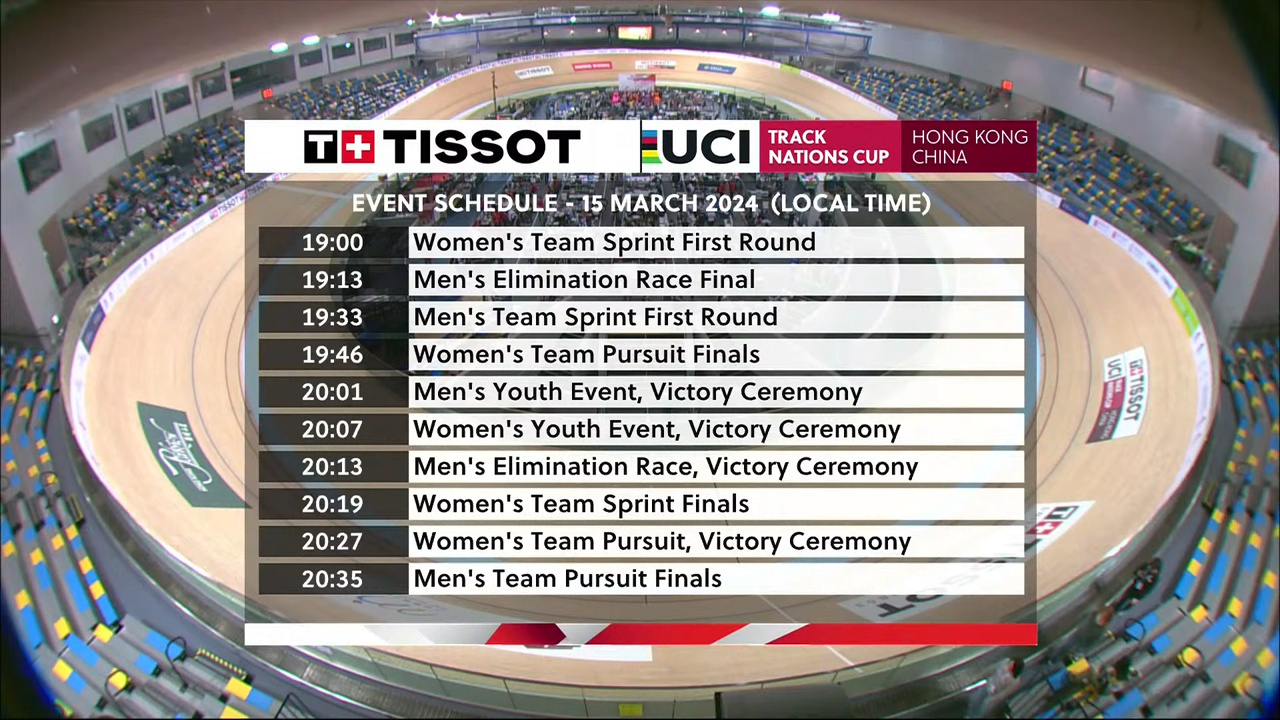 T+ TISSOT
UCI
TRACK
NATIONS CUP
HONG KONG
CHINA
EVENT SCHEDULE - 15 MARCH 2024 (LOCAL TIME)
19:00 Women's Team Sprint First Round
19:13 Men's Elimination Race Final
19:33 Men's Team Sprint First Round
19:46 Women's Team Pursuit Finals
20:01 Men's Youth Event, Victory Ceremony
20:07 Women's Youth Event, Victory Ceremony
20:13 Men's Elimination Race, Victory Ceremony
20:19 Women's Team Sprint Finals
20:27 Women's Team Pursuit, Victory Ceremony
20:35 Men's Team Pursuit Finals
TISSOT
UCI